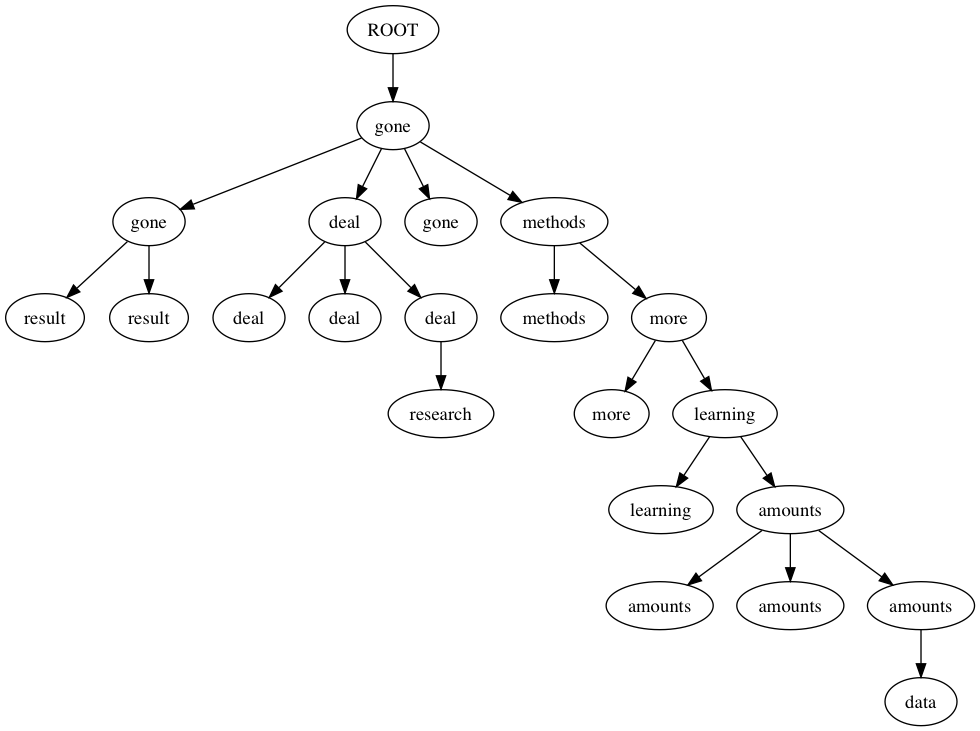 ROOT
gone
gone deal gone methods
result result deal deal deal methods more
research more learning
learning amounts
amounts amounts amounts
data